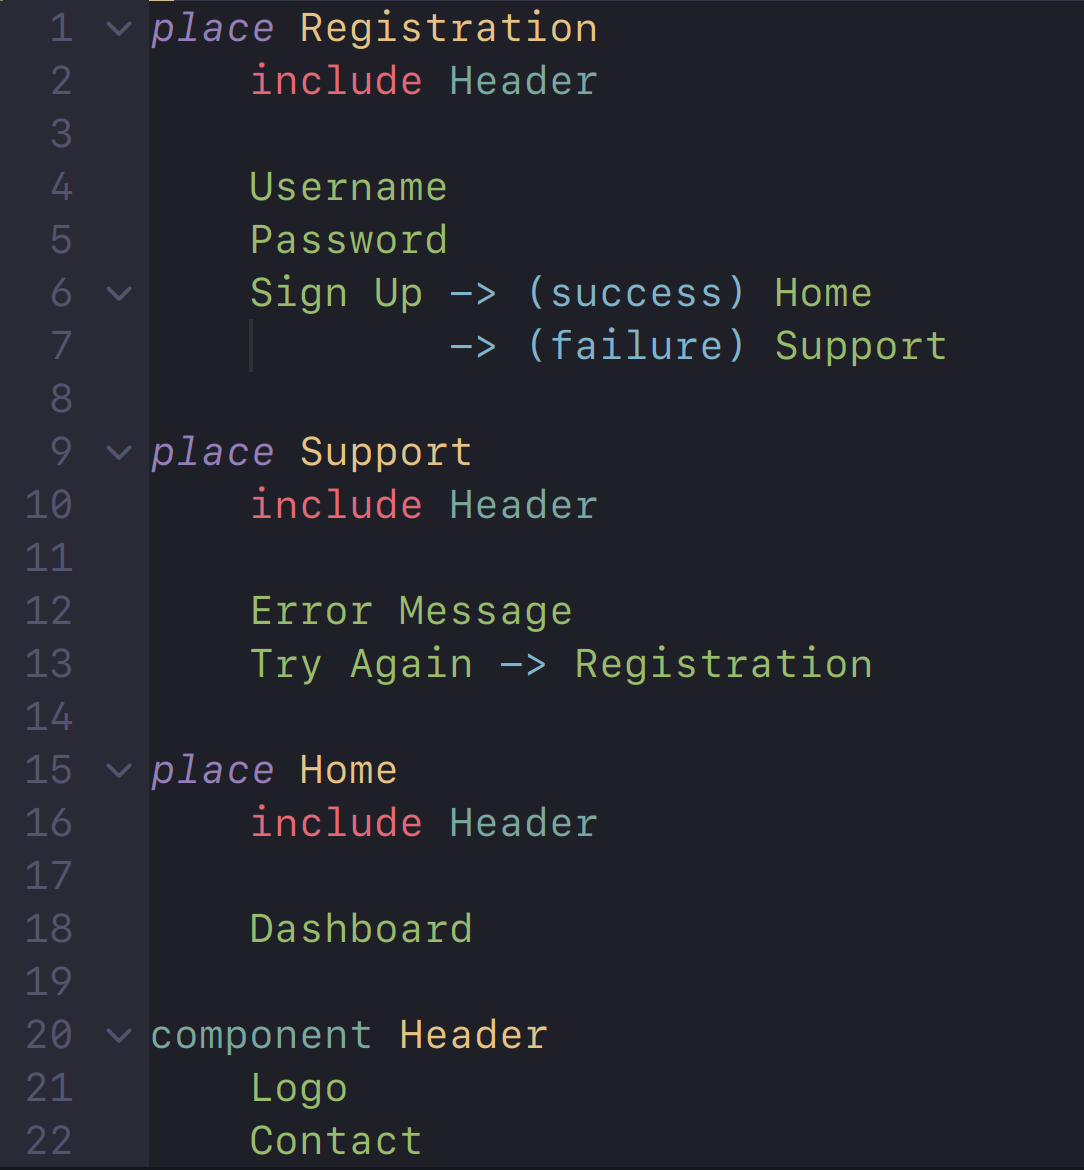 1 place Registration
2     include Header
3
4     Username
5     Password
6     Sign Up -> (success) Home
7             -> (failure) Support
8
9 place Support
10     include Header
11
12     Error Message
13     Try Again -> Registration
14
15 place Home
16     include Header
17
18     Dashboard
19
20 component Header
21     Logo
22     Contact